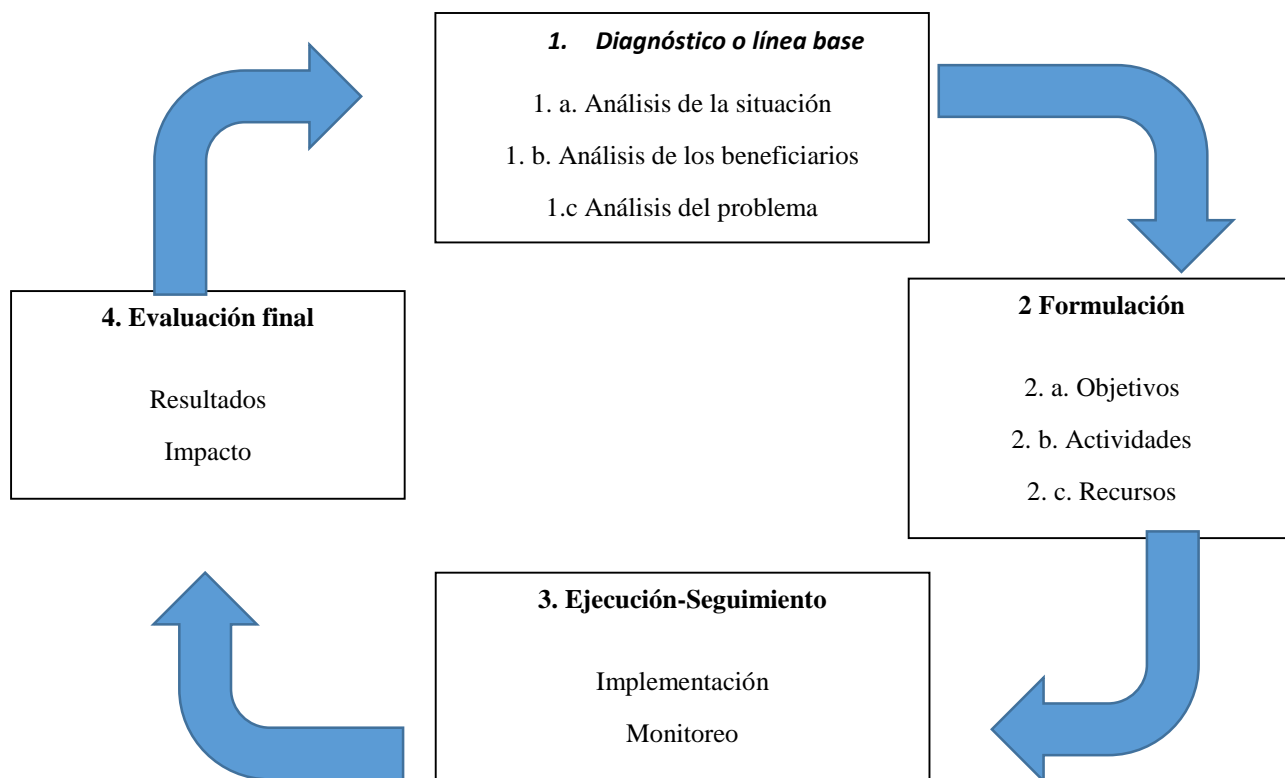 1. Diagnóstico o línea base
1. a. Análisis de la situación
1. b. Análisis de los beneficiarios
1.c Análisis del problema
2 Formulación
2. a. Objetivos
2. b. Actividades
2. c. Recursos
3. Ejecución-Seguimiento
Implementación
Monitoreo
4. Evaluación final
Resultados
Impacto